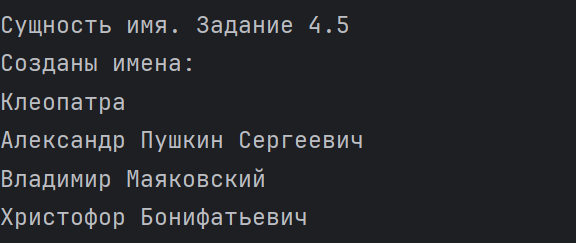 Сущность имя. Задание 4.5
Созданы имена:
Клеопатра
Александр Пушкин Сергеевич
Владимир Маяковский
Христофор Бонифатьевич